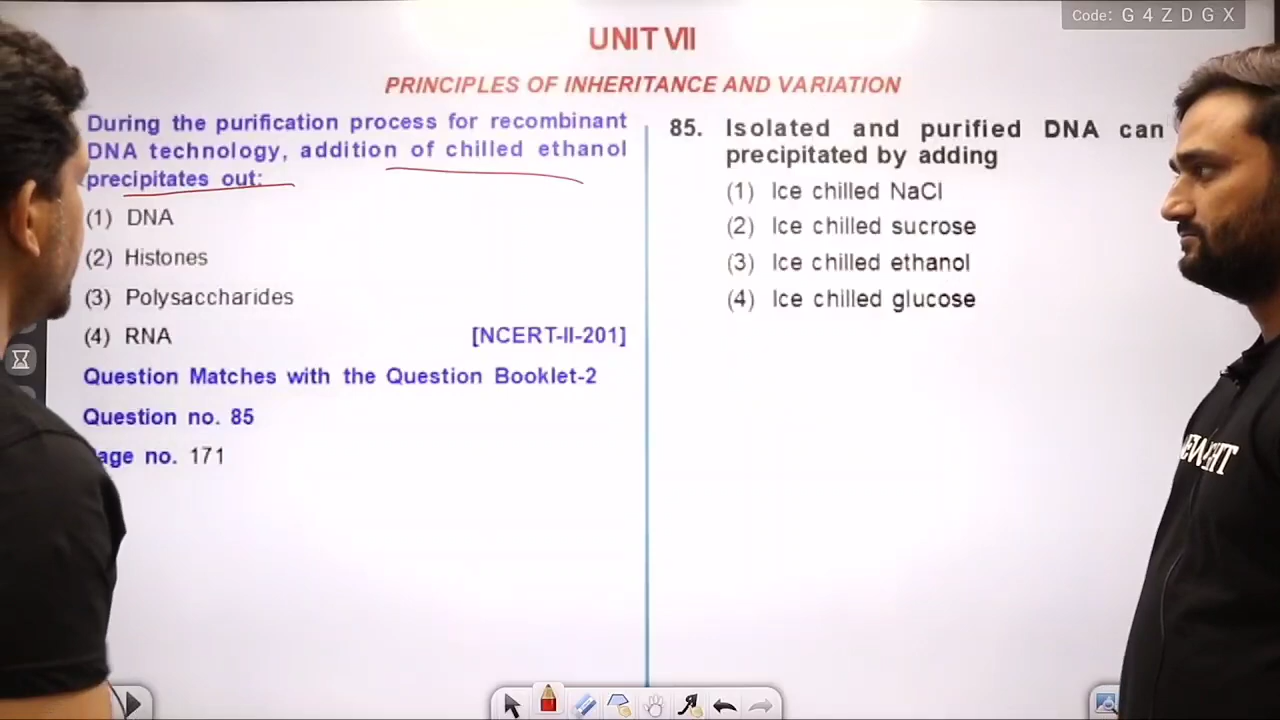 Code: G 4 Z D G X
UNIT VII
PRINCIPLES OF INHERITANCE AND VARIATION
During the purification process for recombinant
DNA technology, addition of chilled ethanol
precipitates out:
(1) DNA
(2) Histones
(3) Polysaccharides
(4) RNA [NCERT-II-201]
Question Matches with the Question Booklet-2
Question no. 85
age no. 171
85. Isolated and purified DNA can
precipitated by adding
(1) Ice chilled NaCl
(2) Ice chilled sucrose
(3) Ice chilled ethanol
(4) Ice chilled glucose